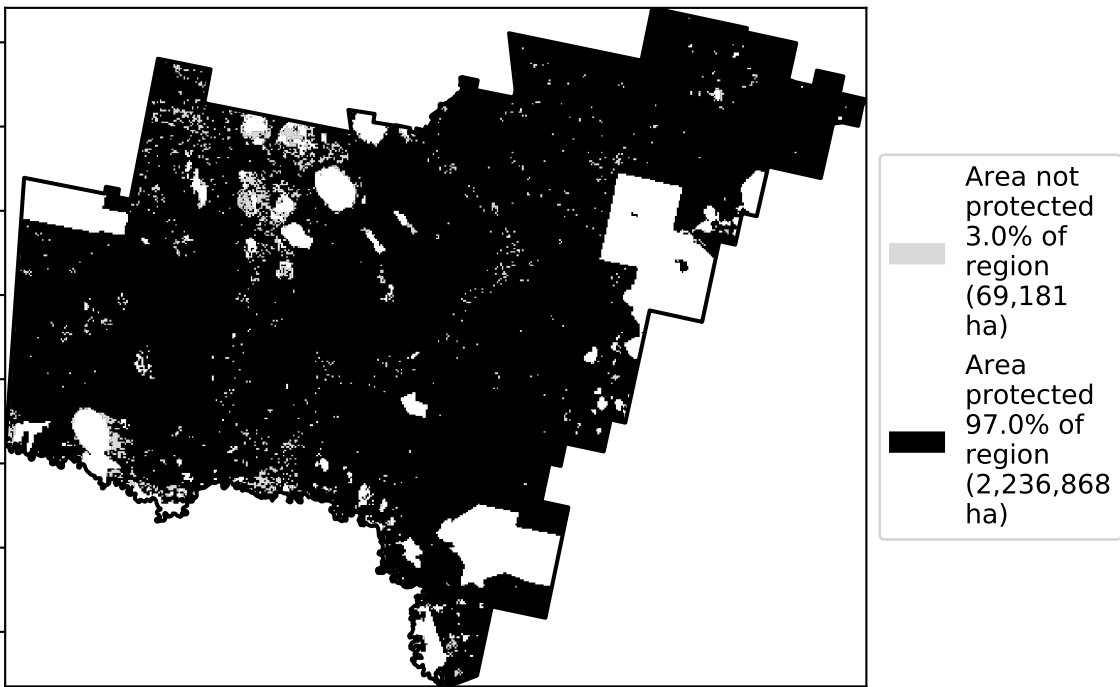 Area not
protected
3.0% of
region
(69,181
ha)
Area
protected
97.0% of
region
(2,236,868
ha)